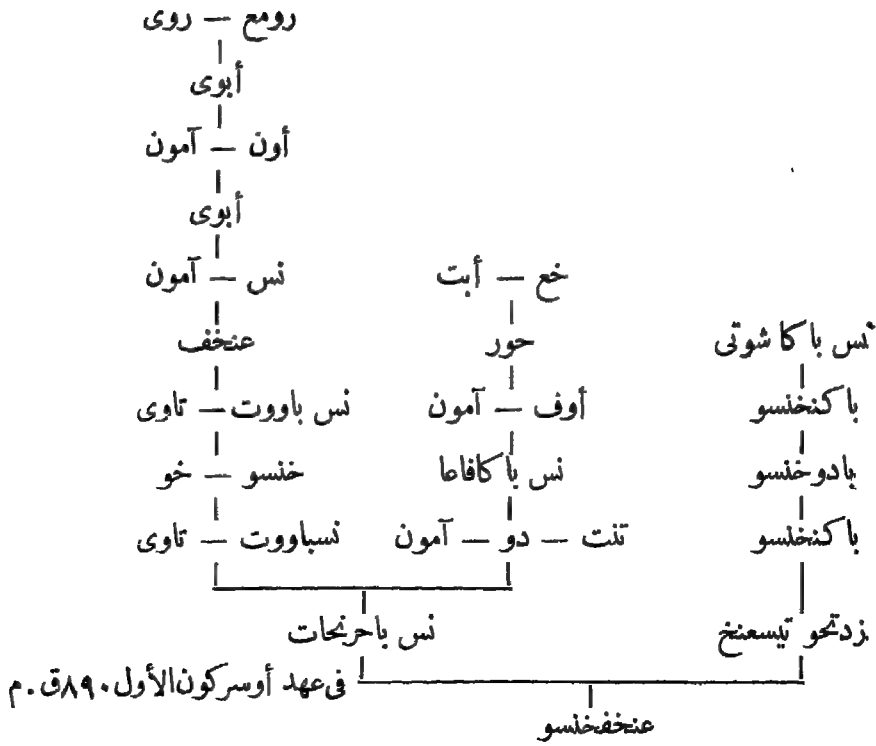 رومع – روى
أبوى
أون – آمون
أبوى
نس – آمون
خع – أبت
عنخف
حور
نس با كا شوتى
نس باووت – تاوى
أوف – آمون
باكنخنسو
خنسو – خو
نس باكافاعا
بادوخنسو
نسباووت – تاوى
تنت – دو – آمون
باكنخنسو
نس باحرنحات
زدتحو تيسعنخ
فى عهد أوسركون الأول ٨٩٠ ق.م
عنخفخنسو